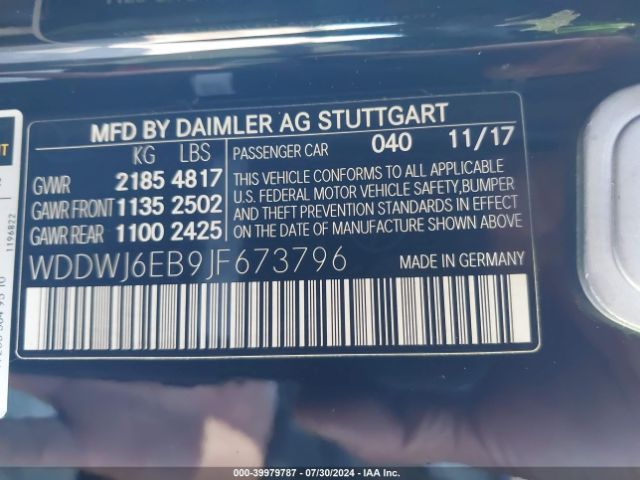 MFD BY DAIMLER AG STUTTGART
KG LBS
GVWR 2185 4817
GAWR FRONT 1135 2502
GAWR REAR 1100 2425
PASSENGER CAR 040 11/17
THIS VEHICLE CONFORMS TO ALL APPLICABLE
U.S. FEDERAL MOTOR VEHICLE SAFETY, BUMPER
AND THEFT PREVENTION STANDARDS IN EFFECT
ON THE DATE OF MANUFACTURE SHOWN ABOVE.
WDDWJ6EB9JF673796 MADE IN GERMANY
1196822
000-39979787 / 07/30/2024 - IAA Inc.